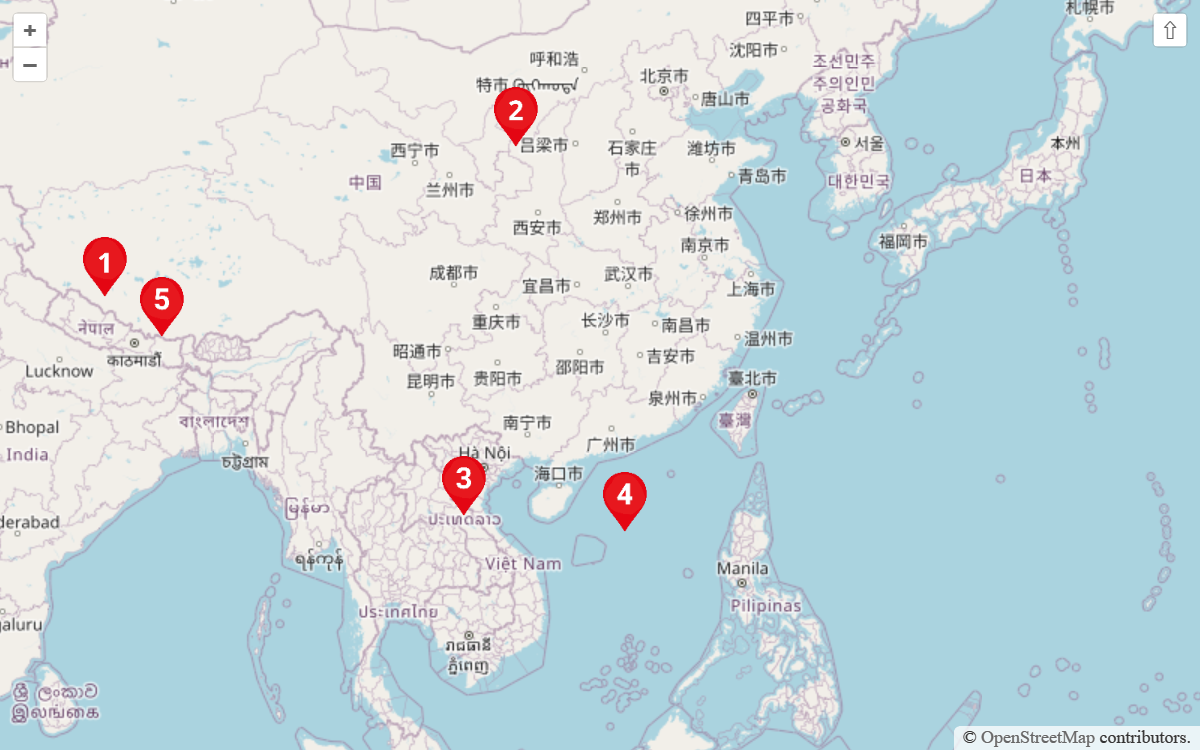 +
−
⇧
四平市
札幌市
沈阳市
呼和浩
조선민주
주의인민
공화국
北京市
特市
唐山市
2
서울
本州
吕梁市
石家庄
市
潍坊市
西宁市
中国
兰州市
青岛市
대한민국
日本
郑州市
徐州市
西安市
南京市
福岡市
1
成都市
宜昌市
武汉市
上海市
5
नेपाल
重庆市
长沙市
南昌市
温州市
काठमाडौँ
昭通市
邵阳市
吉安市
Lucknow
昆明市
贵阳市
臺北市
泉州市
বাংলাদেশ
南宁市
臺灣
Bhopal
广州市
India
Hà Nội
চট্টগ্রাম
海口市
3
4
မြန်မာ
derabad
ປະເທດລາວ
ရန်ကုန်
Việt Nam
Manila
ประเทศไทย
Pilipinas
galuru
រាជធានី
ភ្នំពេញ
ශ්‍රී ලංකාව
இலங்கை
© OpenStreetMap contributors.